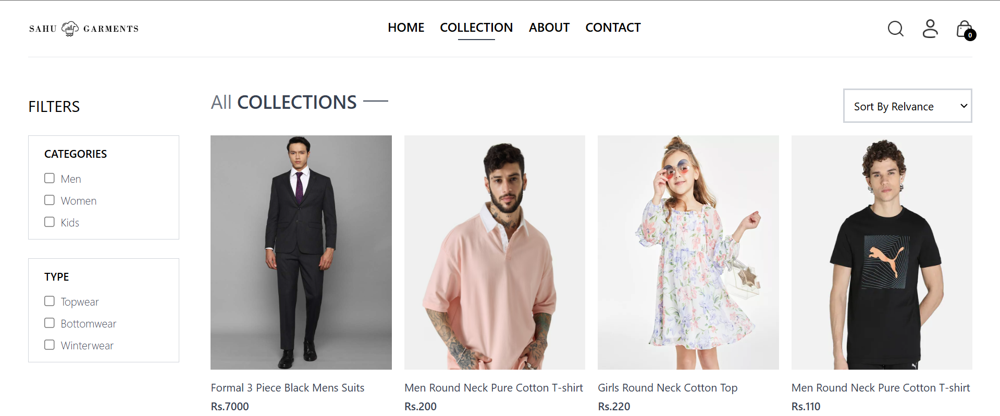 SAHU GARMENTS
HOME COLLECTION ABOUT CONTACT
0
FILTERS
All COLLECTIONS
Sort By Relvance
CATEGORIES
Men
Women
Kids
TYPE
Topwear
Bottomwear
Winterwear
Formal 3 Piece Black Mens Suits
Rs.7000
Men Round Neck Pure Cotton T-shirt
Rs.200
Girls Round Neck Cotton Top
Rs.220
Men Round Neck Pure Cotton T-shirt
Rs.110